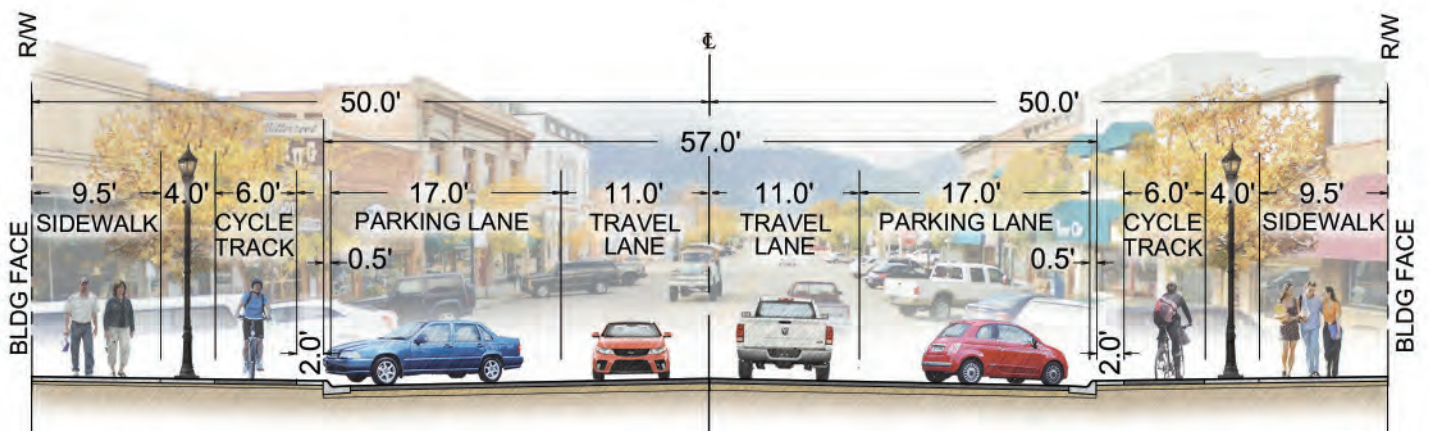 R/W
℄
R/W
50.0'
50.0'
57.0'
9.5'
4.0'
6.0'
17.0'
11.0'
11.0'
17.0'
6.0'
4.0'
9.5'
SIDEWALK
CYCLE
TRACK
PARKING LANE
TRAVEL
LANE
TRAVEL
LANE
PARKING LANE
CYCLE
TRACK
SIDEWALK
0.5'
0.5'
BLDG FACE
2.0'
2.0'
BLDG FACE